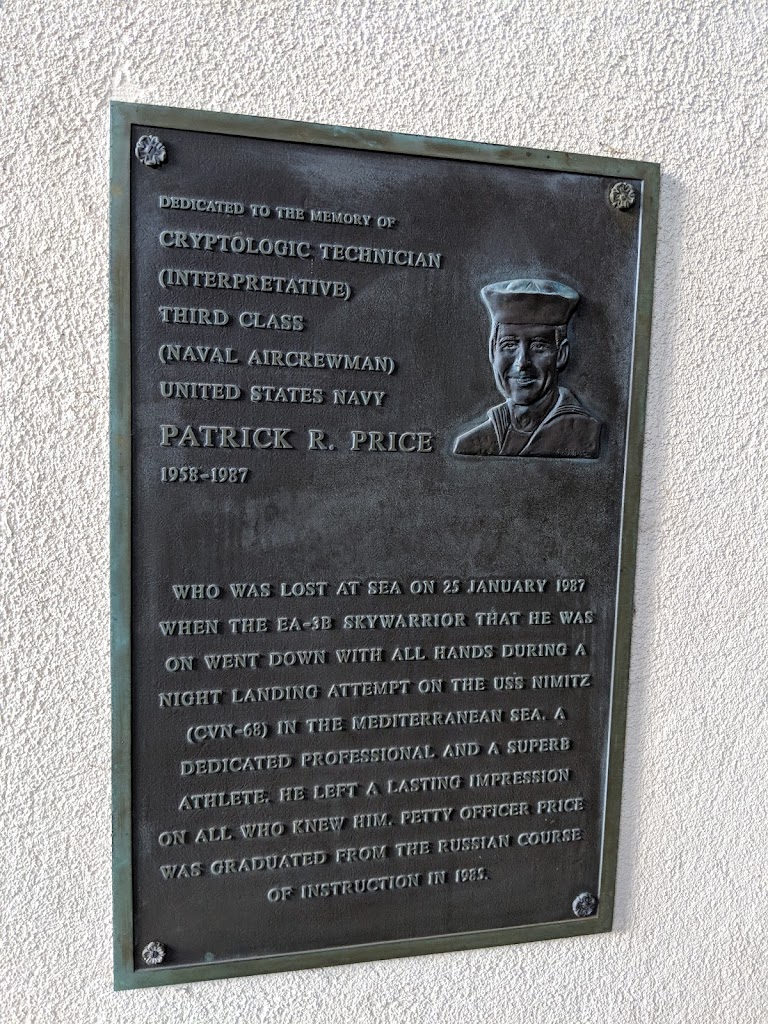 DEDICATED TO THE MEMORY OF
CRYPTOLOGIC TECHNICIAN
(INTERPRETATIVE)
THIRD CLASS
(NAVAL AIRCREWMAN)
UNITED STATES NAVY
PATRICK R. PRICE
1958-1987
WHO WAS LOST AT SEA ON 25 JANUARY 1987
WHEN THE EA-3B SKYWARRIOR THAT HE WAS
ON WENT DOWN WITH ALL HANDS DURING A
NIGHT LANDING ATTEMPT ON THE USS NIMITZ
(CVN-68) IN THE MEDITERRANEAN SEA. A
DEDICATED PROFESSIONAL AND A SUPERB
ATHLETE, HE LEFT A LASTING IMPRESSION
ON ALL WHO KNEW HIM. PETTY OFFICER PRICE
WAS GRADUATED FROM THE RUSSIAN COURSE
OF INSTRUCTION IN 1985.